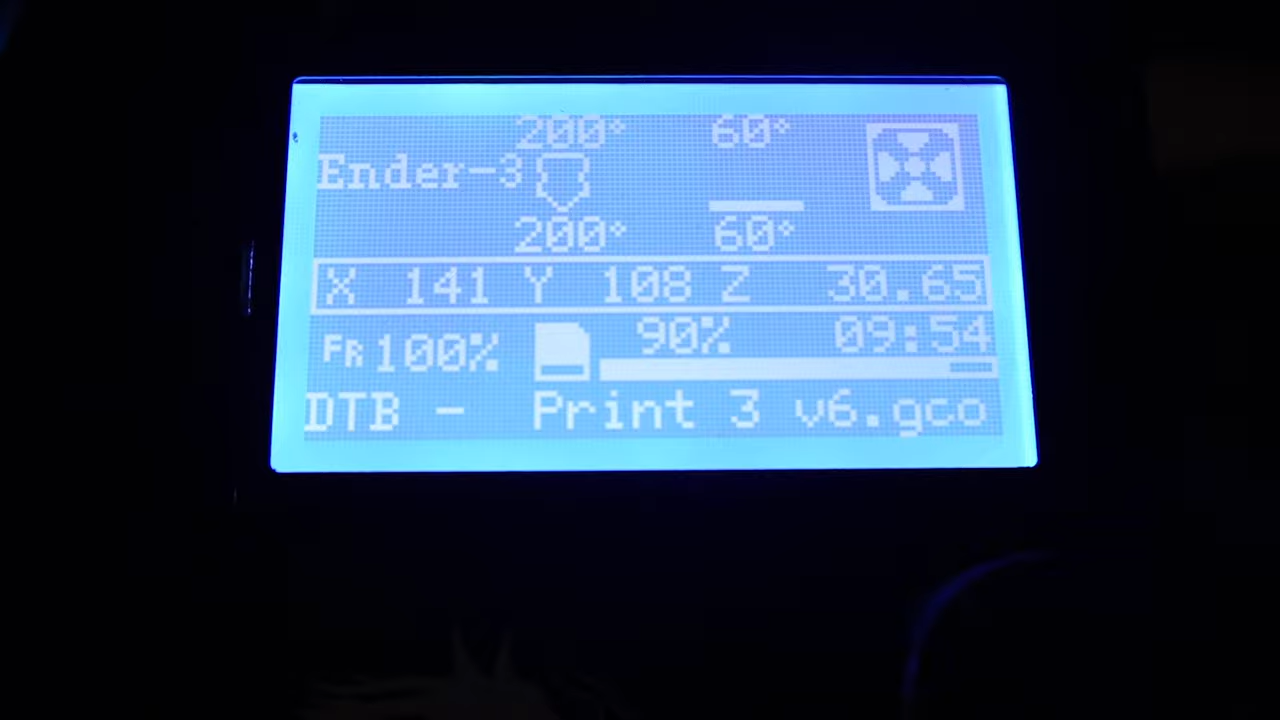 200° 60°
Ender-3
200° 60°
X 141 Y 108 Z 30.65
FR 100% 90% 09:54
DTB - Print 3 v6.gco